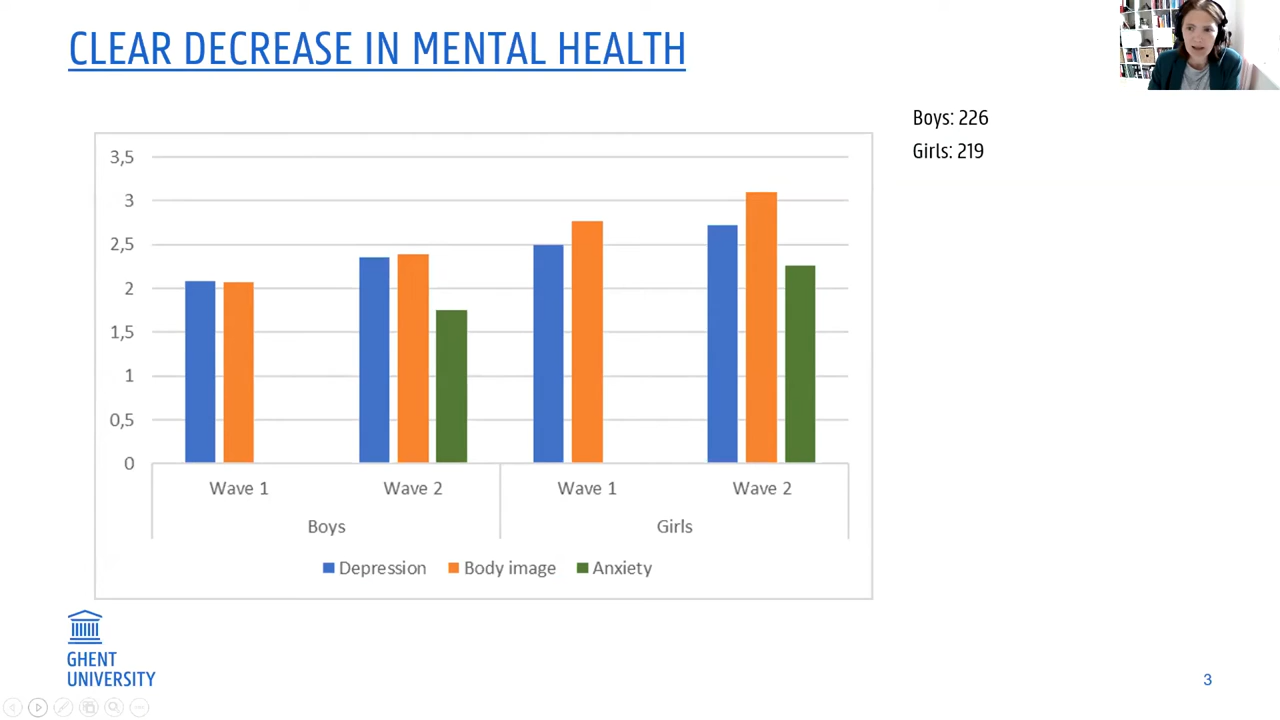 CLEAR DECREASE IN MENTAL HEALTH
Boys: 226
Girls: 219
3,5
3
2,5
2
1,5
1
0,5
0
Wave 1
Wave 2
Wave 1
Wave 2
Boys
Girls
Depression
Body image
Anxiety
GHENT
UNIVERSITY
3